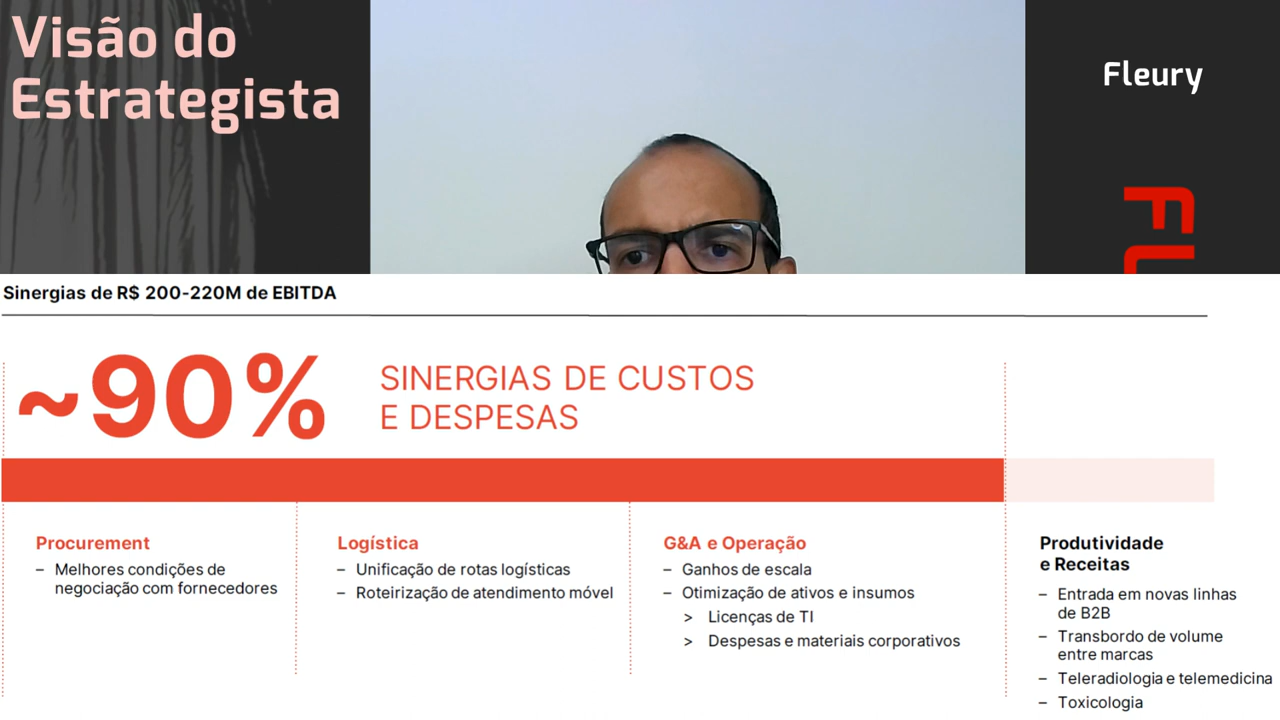 Visão do
Estrategista
Fleury
FL
Sinergias de R$ 200-220M de EBITDA
~90%
SINERGIAS DE CUSTOS
E DESPESAS
Procurement
– Melhores condições de
negociação com fornecedores
Logística
– Unificação de rotas logísticas
– Roteirização de atendimento móvel
G&A e Operação
– Ganhos de escala
– Otimização de ativos e insumos
> Licenças de TI
> Despesas e materiais corporativos
Produtividade
e Receitas
– Entrada em novas linhas
de B2B
– Transbordo de volume
entre marcas
– Teleradiologia e telemedicina
– Toxicologia